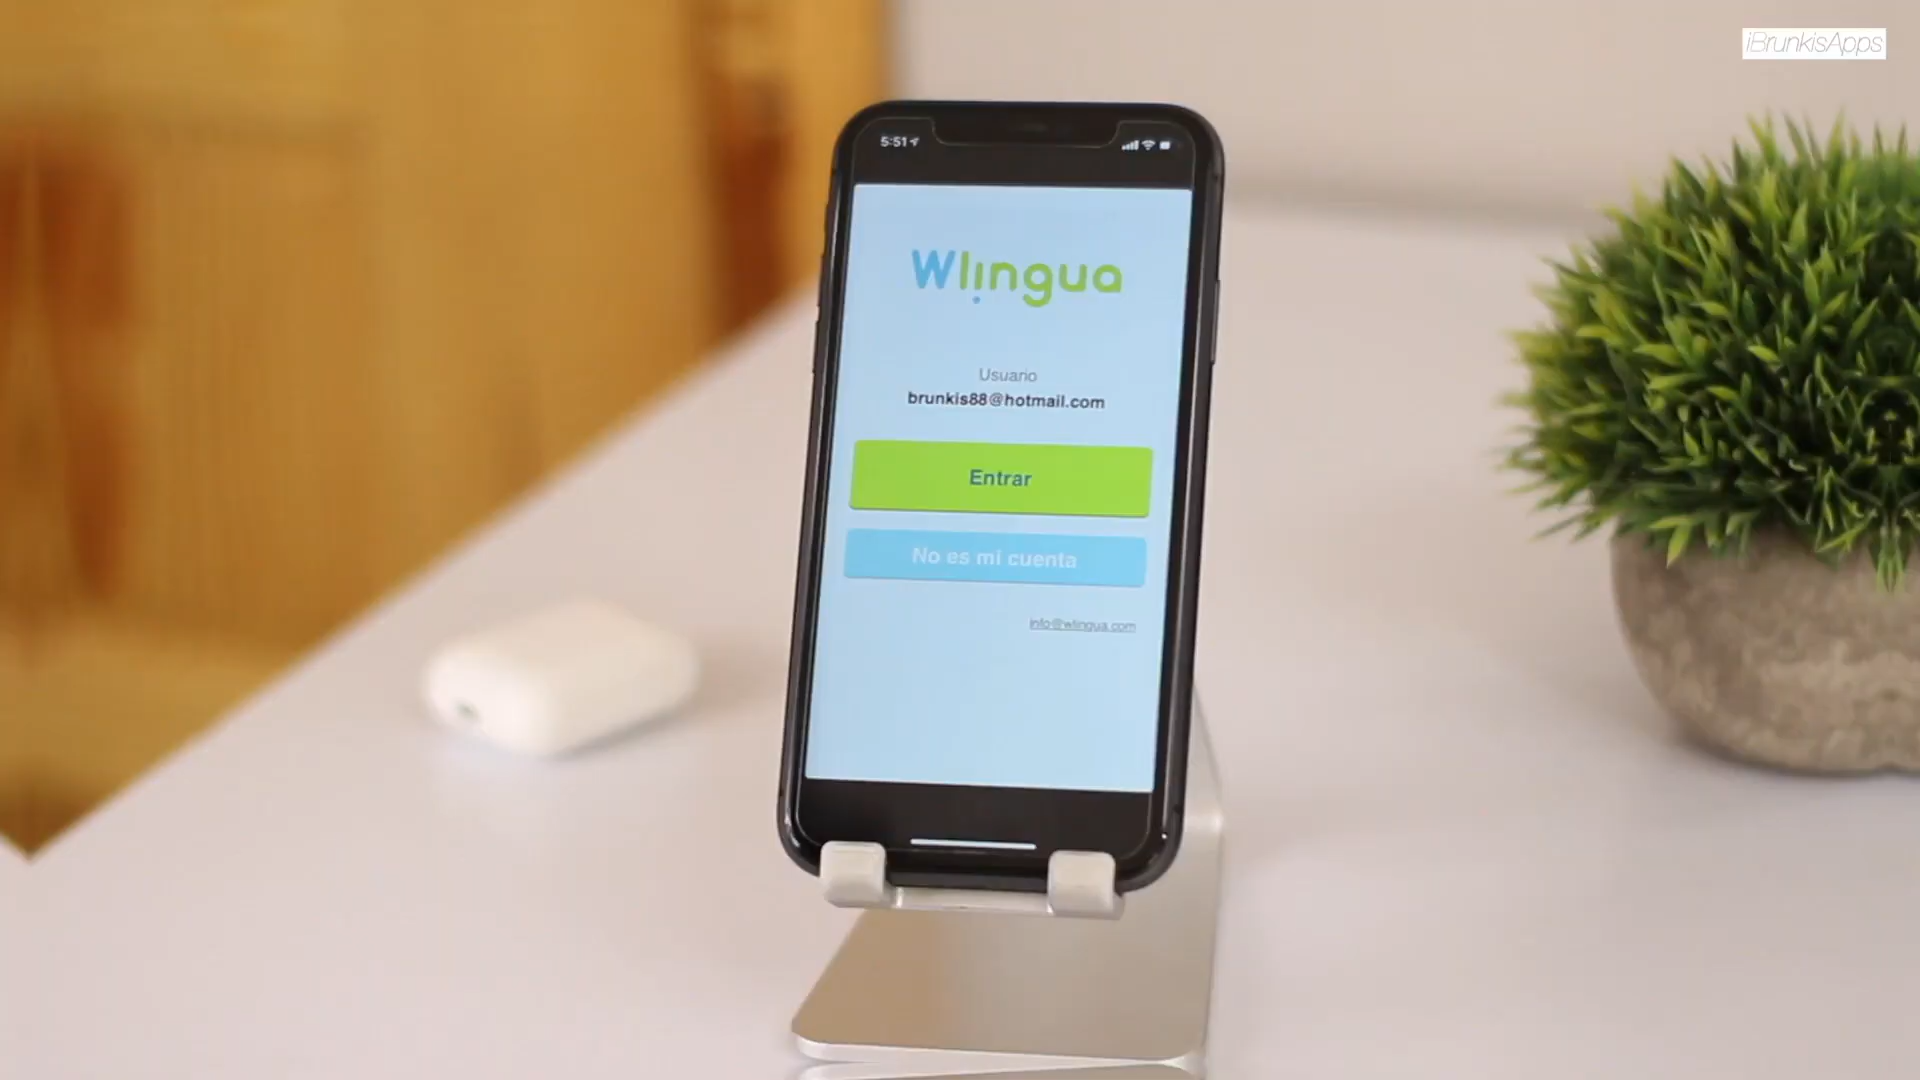 iBrunkisApps
5:51
Wlingua
Usuario
brunkis88@hotmail.com
Entrar
No es mi cuenta
info@wlingua.com